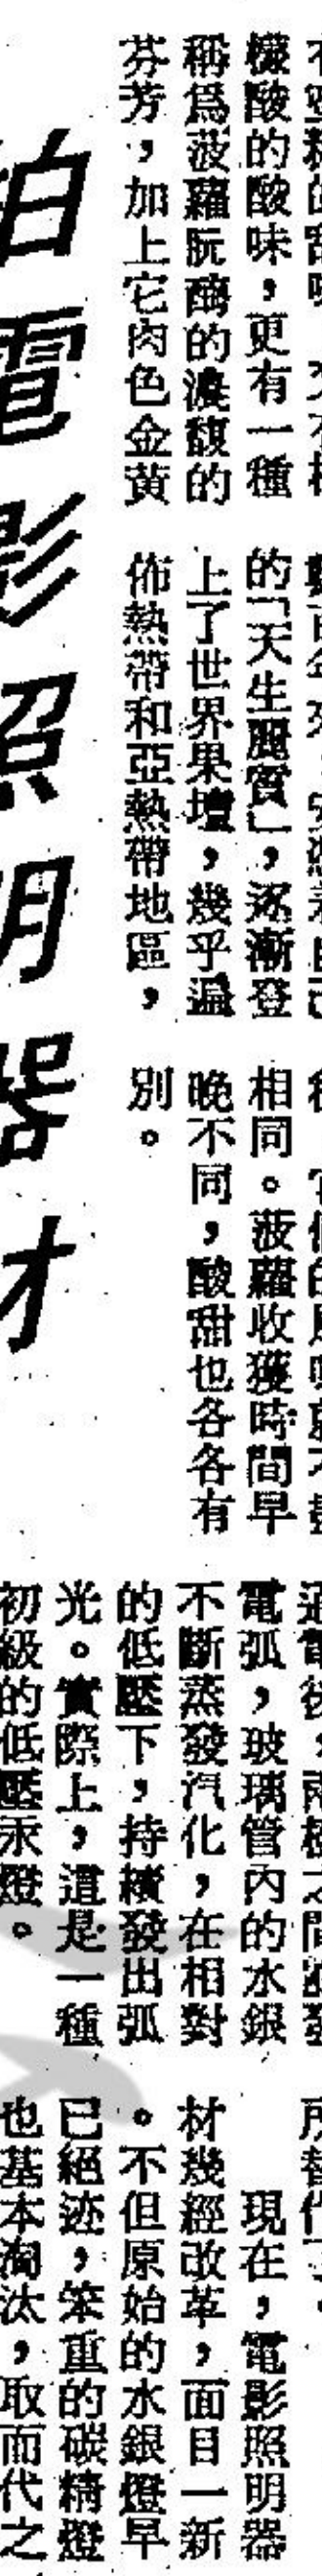 機酸的酸味，更有一種
稱爲菠蘿朊酶的濃馥的
芬芳，加上它肉色金黃
的「天生麗質」，逐漸登
上了世界果壇，幾乎遍
佈熱帶和亞熱帶地區，
相同。菠蘿收獲時間早
晚不同，酸甜也各各有
別。
電影照明器材
電弧，玻璃管內的水銀
不斷蒸發汽化，在相對
的低壓下，持續發出弧
光。實際上，這是一種
初級的低壓汞燈。
現在，電影照明器
材幾經改革，面目一新
。不但原始的水銀燈早
已絕迹，笨重的碳精燈
也基本淘汰，取而代之